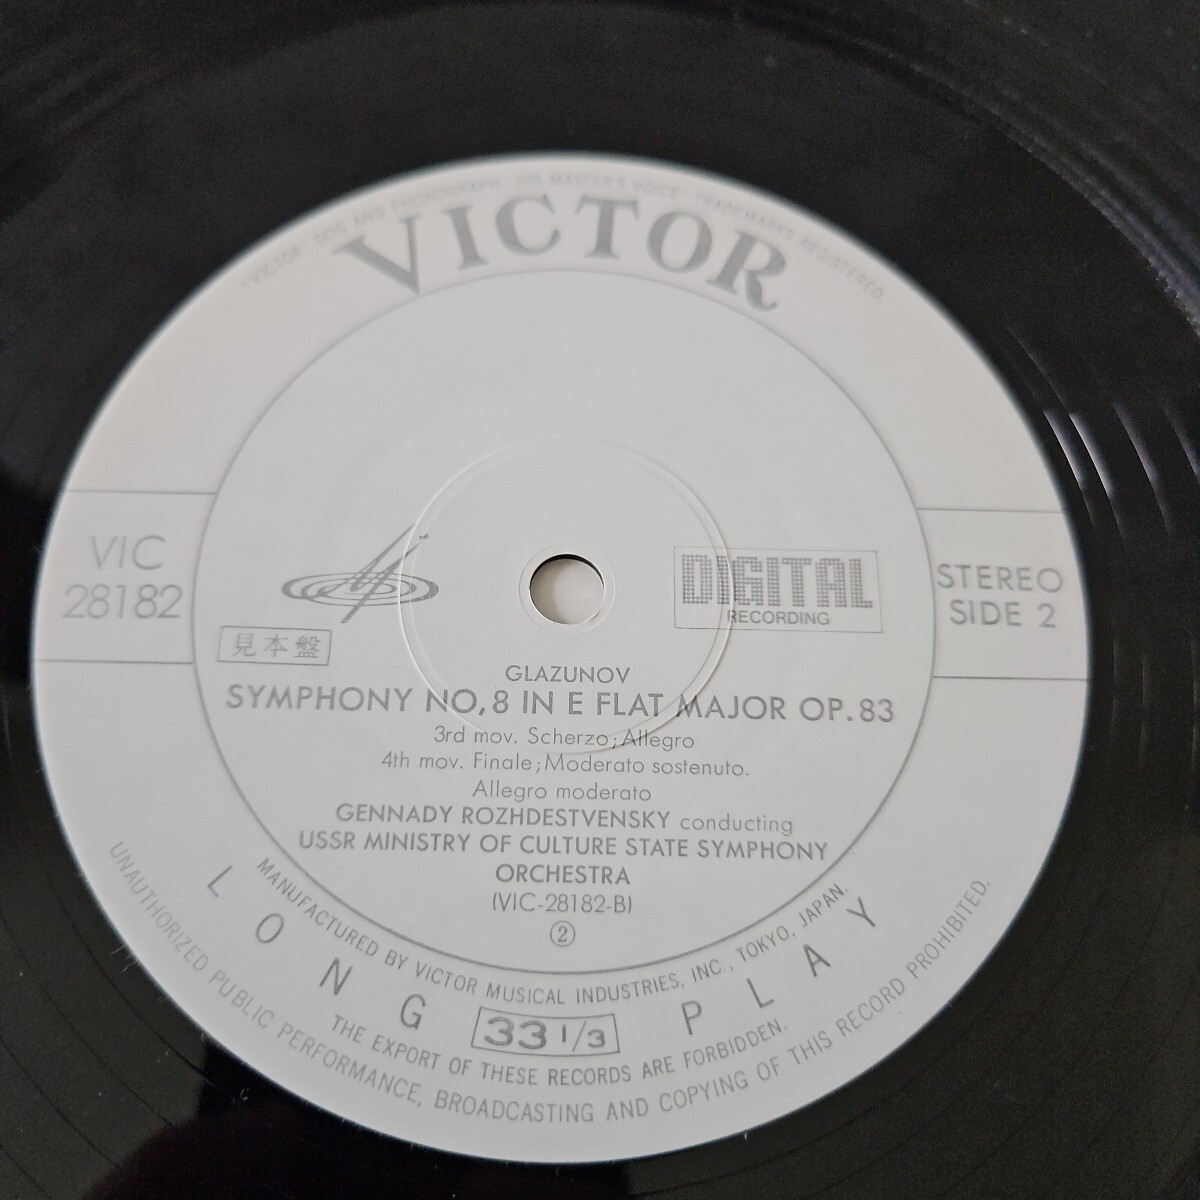 "VICTOR" · DOG AND PHONOGRAPH · "HIS MASTER'S VOICE" · TRADEMARKS REGISTERED.
VICTOR
VIC
28182
見本盤
DIGITAL
RECORDING
STEREO
SIDE 2
GLAZUNOV
SYMPHONY NO,8 IN E FLAT MAJOR OP.83
3rd mov. Scherzo;Allegro
4th mov. Finale;Moderato sostenuto.
Allegro moderato
GENNADY ROZHDESTVENSKY conducting
USSR MINISTRY OF CULTURE STATE SYMPHONY
ORCHESTRA
(VIC-28182-B)
②
MANUFACTURED BY VICTOR MUSICAL INDUSTRIES, INC., TOKYO, JAPAN.
LONG 33 1/3 PLAY
THE EXPORT OF THESE RECORDS ARE FORBIDDEN.
UNAUTHORIZED PUBLIC PERFORMANCE, BROADCASTING AND COPYING OF THIS RECORD PROHIBITED.